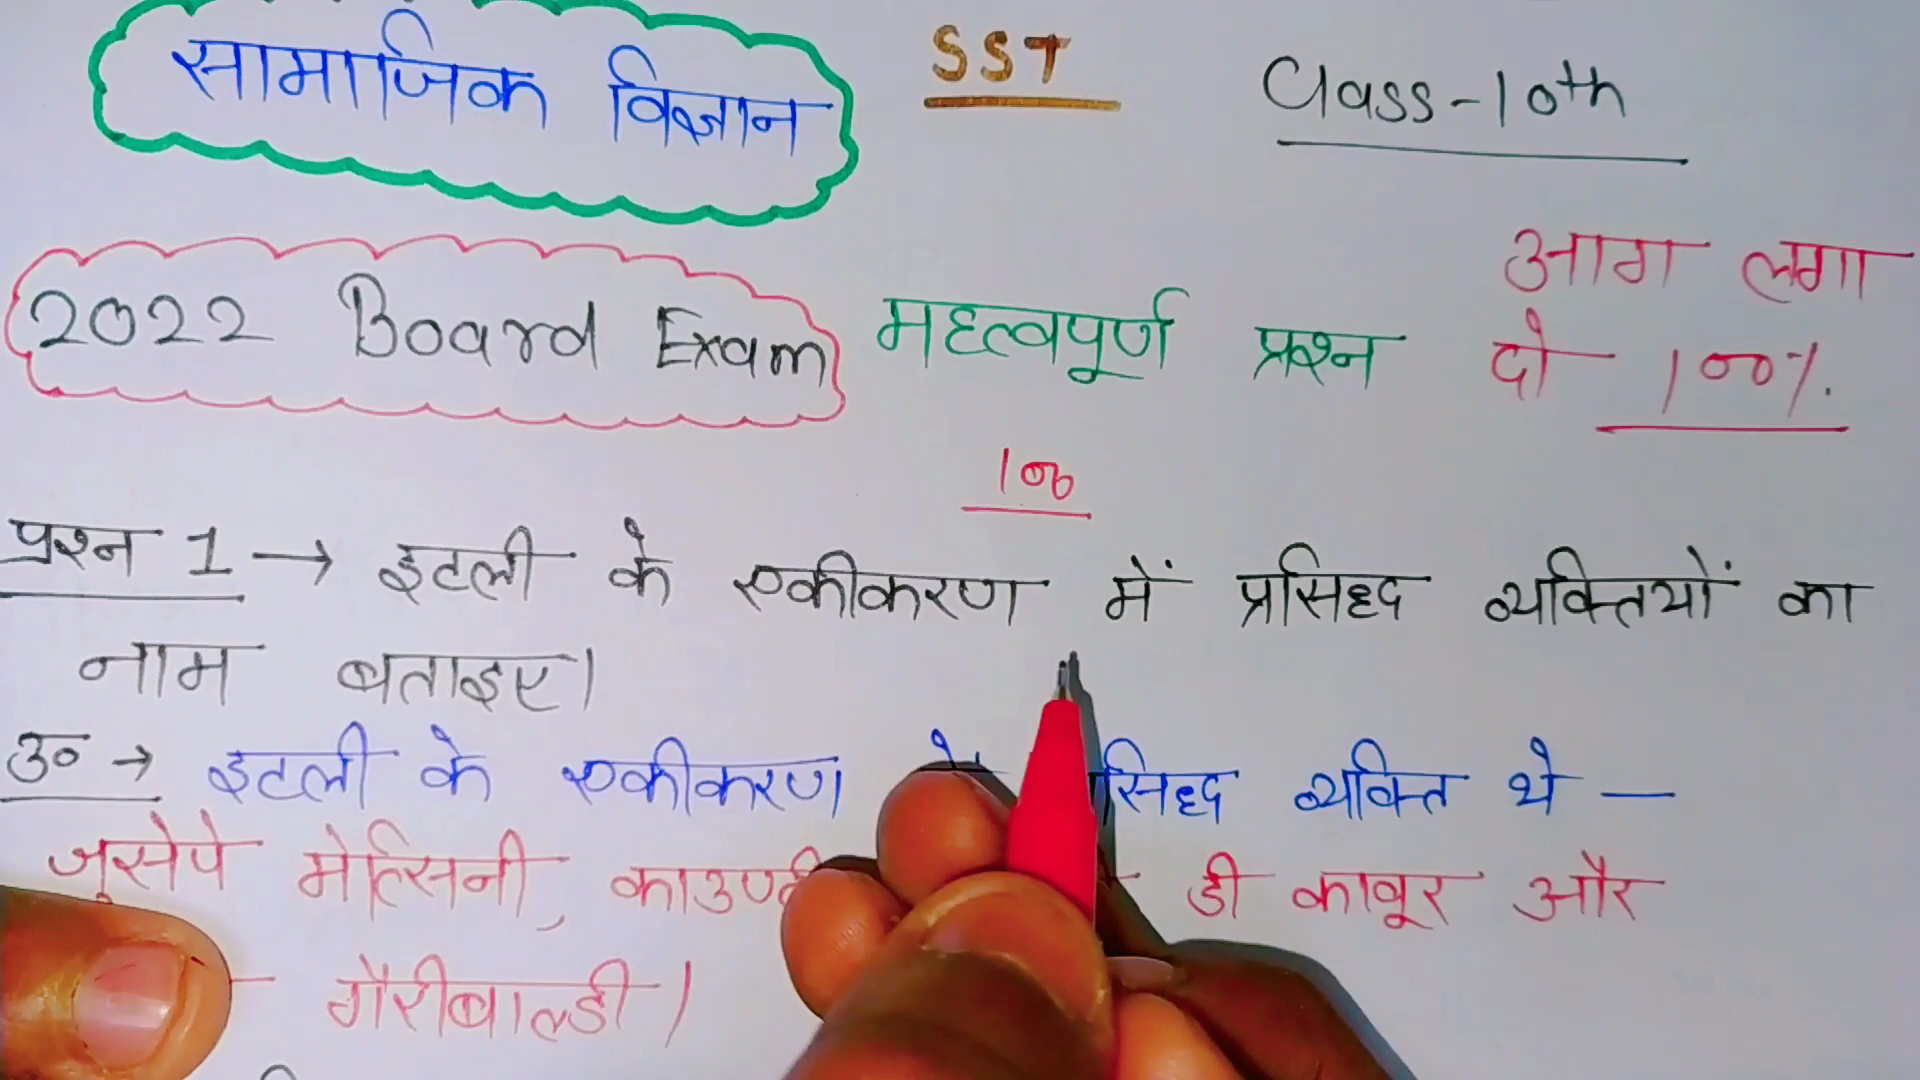 सामाजिक विज्ञान SST Class-10th
2022 Board Exam महत्वपूर्ण प्रश्न आग लगा दो 100%.
100
प्रश्न 1 → इटली के एकीकरण में प्रसिद्ध व्यक्तियों का
नाम बताइए।
उ० → इटली के एकीकरण प्रसिद्ध व्यक्ति थे —
जुसेपे मेत्सिनी, काउण्ट डी कावूर और
गैरीबाल्डी।